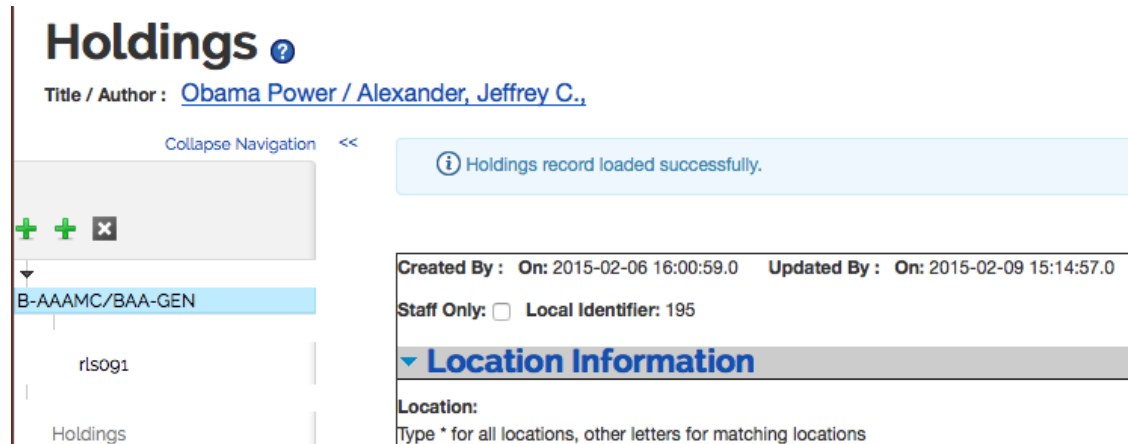 Holdings ?
Title / Author : Obama Power / Alexander, Jeffrey C.,
Collapse Navigation <<
Holdings record loaded successfully.
B-AAAMC/BAA-GEN
rls091
Holdings
Created By : On: 2015-02-06 16:00:59.0 Updated By : On: 2015-02-09 15:14:57.0
Staff Only: Local Identifier: 195
Location Information
Location:
Type * for all locations, other letters for matching locations